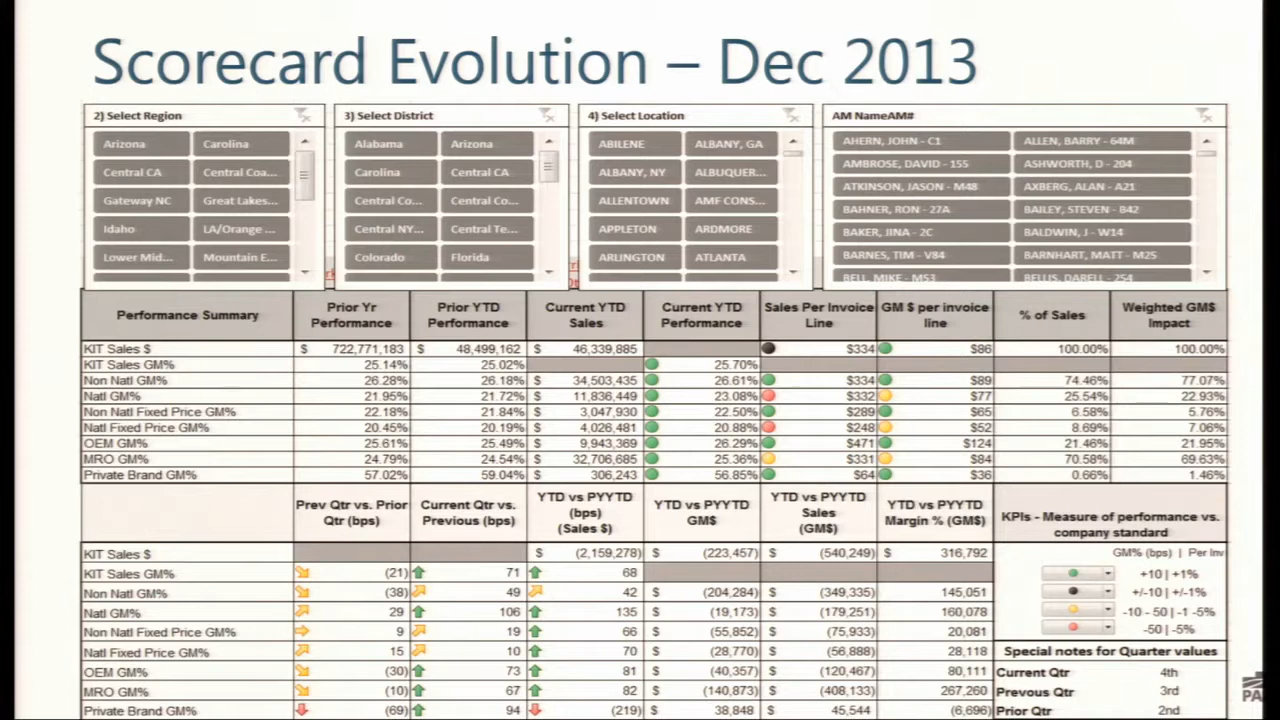 Scorecard Evolution – Dec 2013
2) Select Region
3) Select District
4) Select Location
AM NameAM#
Arizona Carolina
Central CA Central Coa...
Gateway NC Great Lakes...
Idaho LA/Orange ...
Lower Mid... Mountain E...
Alabama Arizona
Carolina Central CA
Central Co... Central Co...
Central NY... Central Te...
Colorado Florida
ABILENE ALBANY, GA
ALBANY, NY ALBUQUER...
ALLENTOWN AMF CONS...
APPLETON ARDMORE
ARLINGTON ATLANTA
AHERN, JOHN - C1 ALLEN, BARRY - 64M
AMBROSE, DAVID - 155 ASHWORTH, D - 204
ATKINSON, JASON - M48 AXBERG, ALAN - A21
BAHNER, RON - 27A BAILEY, STEVEN - B42
BAKER, JINA - 2C BALDWIN, J - W14
BARNES, TIM - V84 BARNHART, MATT - M25
BELL, MIKE - M53 BELLIS, DARELL - 254
Performance Summary Prior Yr Performance Prior YTD Performance Current YTD Sales Current YTD Performance Sales Per Invoice Line GM $ per invoice line % of Sales Weighted GM$ Impact
KIT Sales $ $ 722,771,183 $ 48,499,162 $ 46,339,885 $334 $86 100.00% 100.00%
KIT Sales GM% 25.14% 25.02% 25.70%
Non Natl GM% 26.28% 26.18% $ 34,503,435 26.61% $334 $89 74.46% 77.07%
Natl GM% 21.95% 21.72% $ 11,836,449 23.08% $332 $77 25.54% 22.93%
Non Natl Fixed Price GM% 22.18% 21.84% $ 3,047,930 22.50% $289 $65 6.58% 5.76%
Natl Fixed Price GM% 20.45% 20.19% $ 4,026,481 20.88% $248 $52 8.69% 7.06%
OEM GM% 25.61% 25.49% $ 9,943,369 26.29% $471 $124 21.46% 21.95%
MRO GM% 24.79% 24.54% $ 32,706,685 25.36% $331 $84 70.58% 69.63%
Private Brand GM% 57.02% 59.04% $ 306,243 56.85% $64 $36 0.66% 1.46%
Prev Qtr vs. Prior Qtr (bps) Current Qtr vs. Previous (bps) YTD vs PYYTD (bps) (Sales $) YTD vs PYYTD GM$ YTD vs PYYTD Sales (GM$) YTD vs PYYTD Margin % (GM$)
KIT Sales $ $ (2,159,278) $ (223,457) $ (540,249) $ 316,792
KIT Sales GM% (21) 71 68
Non Natl GM% (38) 49 42 $ (204,284) $ (349,335) 145,051
Natl GM% 29 106 135 $ (19,173) $ (179,251) 160,078
Non Natl Fixed Price GM% 9 19 66 $ (55,852) $ (75,933) 20,081
Natl Fixed Price GM% 15 10 70 $ (28,770) $ (56,888) 28,118
OEM GM% (30) 73 81 $ (40,357) $ (120,467) 80,111
MRO GM% (10) 67 82 $ (140,873) $ (408,133) 267,260
Private Brand GM% (69) 94 (219) $ 38,848 $ 45,544 (6,696)
KPIs - Measure of performance vs.
company standard
GM% (bps) | Per Inv
+10 | +1%
+/-10 | +/-1%
-10 - 50 | -1 -5%
-50 | -5%
Special notes for Quarter values
Current Qtr 4th
Prevous Qtr 3rd
Prior Qtr 2nd
PA